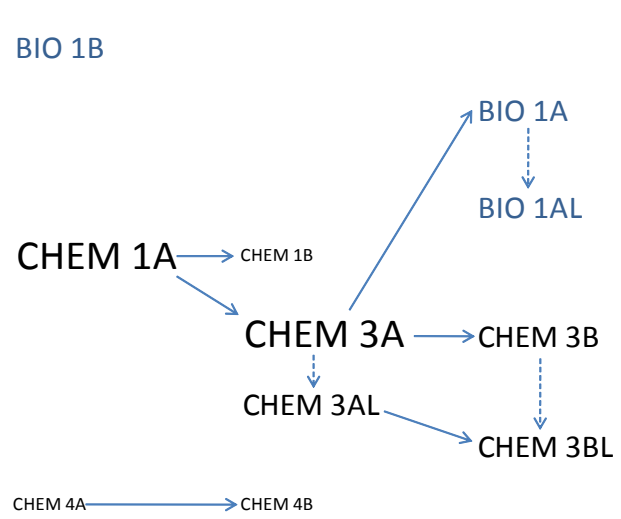 BIO 1B
BIO 1A
BIO 1AL
CHEM 1A
CHEM 1B
CHEM 3A
CHEM 3B
CHEM 3AL
CHEM 3BL
CHEM 4A
CHEM 4B